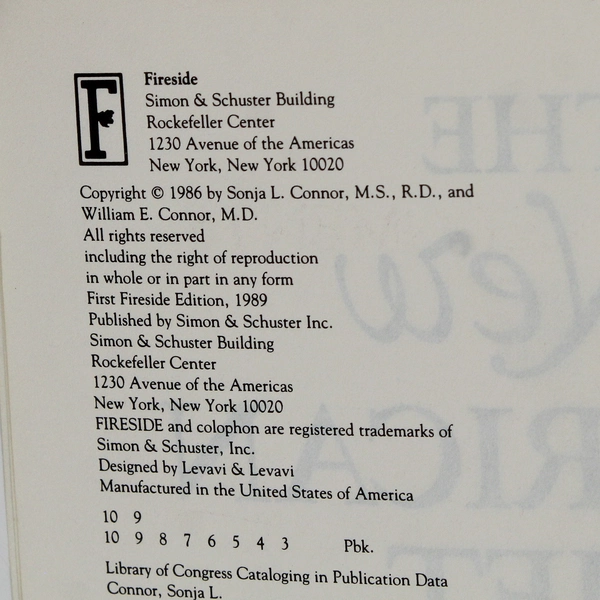 F
Fireside
Simon & Schuster Building
Rockefeller Center
1230 Avenue of the Americas
New York, New York 10020
Copyright © 1986 by Sonja L. Connor, M.S., R.D., and
William E. Connor, M.D.
All rights reserved
including the right of reproduction
in whole or in part in any form
First Fireside Edition, 1989
Published by Simon & Schuster Inc.
Simon & Schuster Building
Rockefeller Center
1230 Avenue of the Americas
New York, New York 10020
FIRESIDE and colophon are registered trademarks of
Simon & Schuster, Inc.
Designed by Levavi & Levavi
Manufactured in the United States of America
10 9
10 9 8 7 6 5 4 3 Pbk.
Library of Congress Cataloging in Publication Data
Connor, Sonja L.